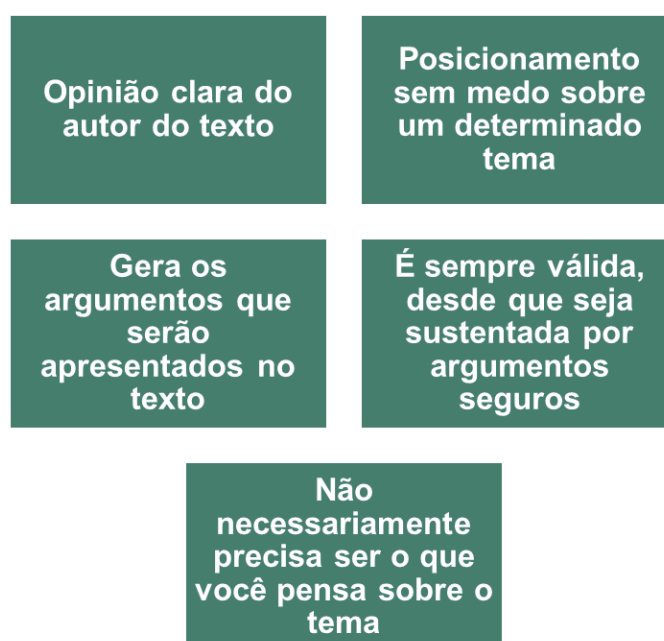 Opinião clara do
autor do texto
Posicionamento
sem medo sobre
um determinado
tema
Gera os
argumentos que
serão
apresentados no
texto
É sempre válida,
desde que seja
sustentada por
argumentos
seguros
Não
necessariamente
precisa ser o que
você pensa sobre o
tema